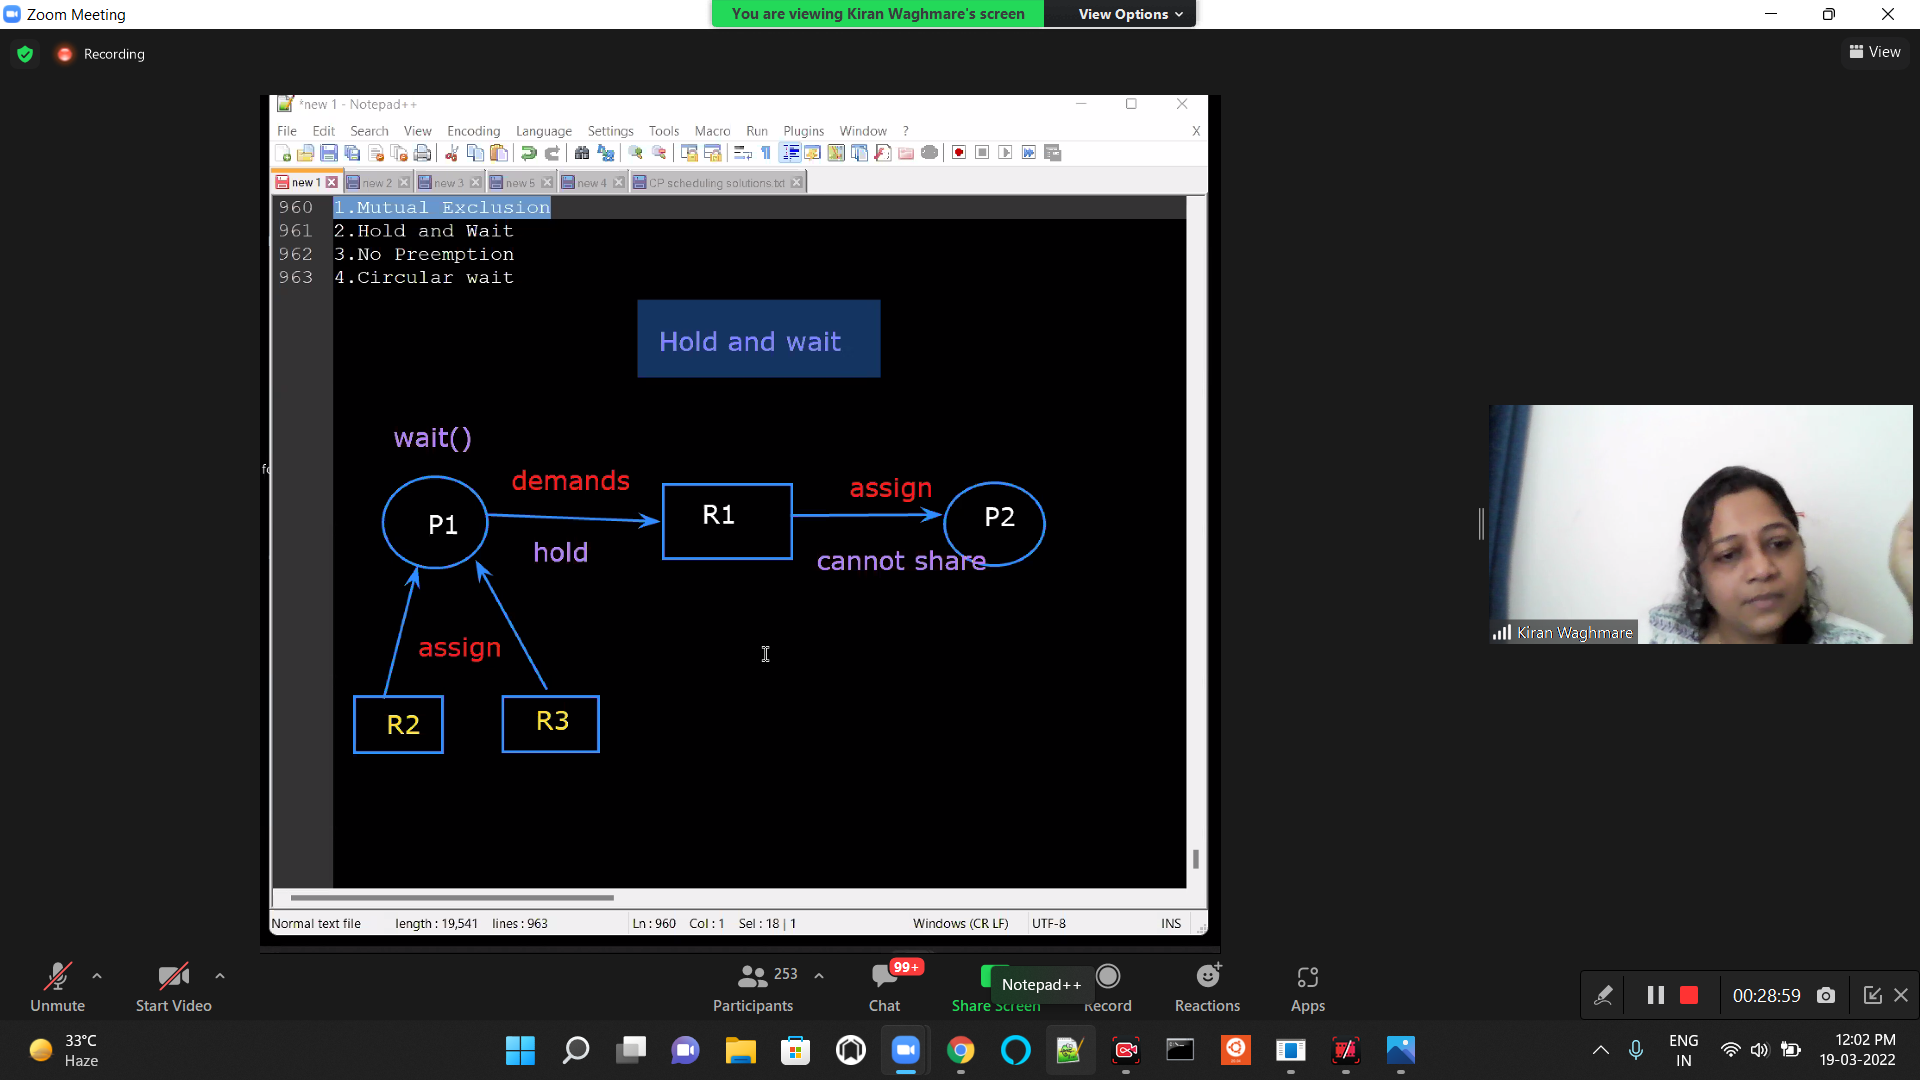 Zoom Meeting
You are viewing Kiran Waghmare's screen
View Options
Recording
View
*new 1 - Notepad++
File Edit Search View Encoding Language Settings Tools Macro Run Plugins Window ? X
new 1 new 2 new 3 new 5 new 4 CP scheduling solutions.txt
960 1.Mutual Exclusion
961 2.Hold and Wait
962 3.No Preemption
963 4.Circular wait
Hold and wait
wait()
demands
assign
P1
R1
P2
hold
cannot share
assign
R2
R3
Kiran Waghmare
Normal text file length : 19,541 lines : 963 Ln : 960 Col : 1 Sel : 18 | 1 Windows (CR LF) UTF-8 INS
Unmute
Start Video
253
Participants
99+
Chat
Share Screen
Notepad++
Record
Reactions
Apps
00:28:59
33°C
Haze
ENG
IN
12:02 PM
19-03-2022